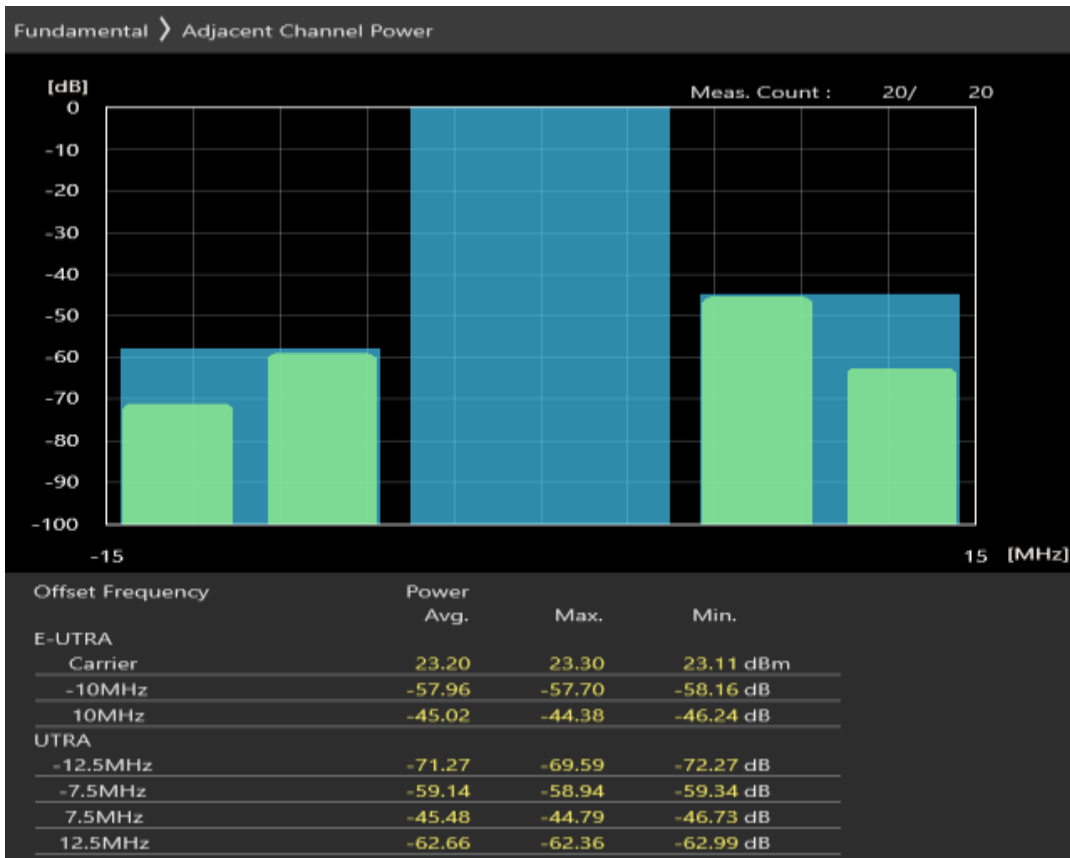 Fundamental 〉 Adjacent Channel Power
[dB]
Meas. Count : 20/ 20
0
-10
-20
-30
-40
-50
-60
-70
-80
-90
-100
-15 15 [MHz]
Offset Frequency Power
Avg. Max. Min.
E-UTRA
Carrier 23.20 23.30 23.11 dBm
-10MHz -57.96 -57.70 -58.16 dB
10MHz -45.02 -44.38 -46.24 dB
UTRA
-12.5MHz -71.27 -69.59 -72.27 dB
-7.5MHz -59.14 -58.94 -59.34 dB
7.5MHz -45.48 -44.79 -46.73 dB
12.5MHz -62.66 -62.36 -62.99 dB